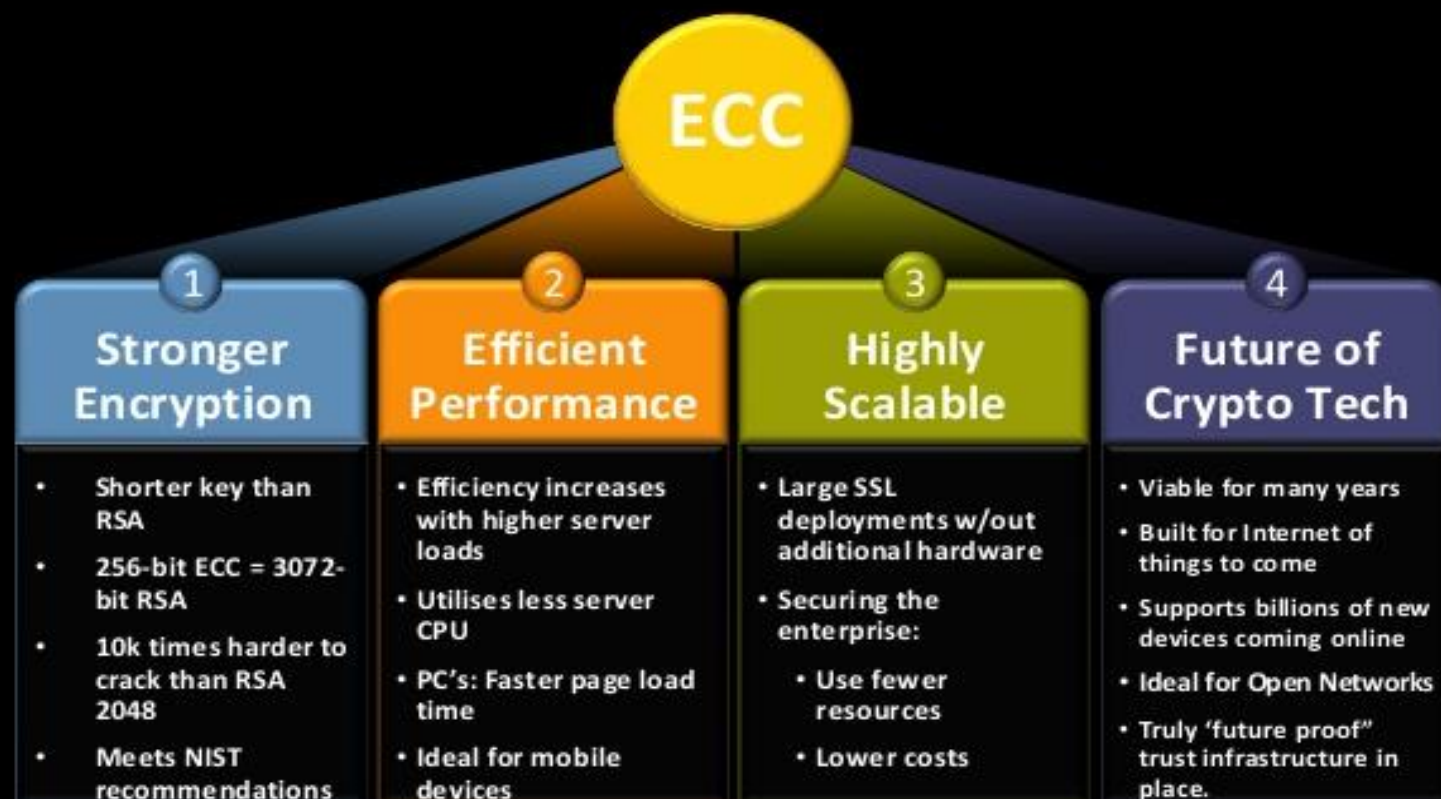 ECC
1
Stronger
Encryption
• Shorter key than
RSA
• 256-bit ECC = 3072-
bit RSA
• 10k times harder to
crack than RSA
2048
• Meets NIST
recommendations
2
Efficient
Performance
• Efficiency increases
with higher server
loads
• Utilises less server
CPU
• PC's: Faster page load
time
• Ideal for mobile
devices
3
Highly
Scalable
• Large SSL
deployments w/out
additional hardware
• Securing the
enterprise:
• Use fewer
resources
• Lower costs
4
Future of
Crypto Tech
• Viable for many years
• Built for Internet of
things to come
• Supports billions of new
devices coming online
• Ideal for Open Networks
• Truly ‘future proof”
trust infrastructure in
place.